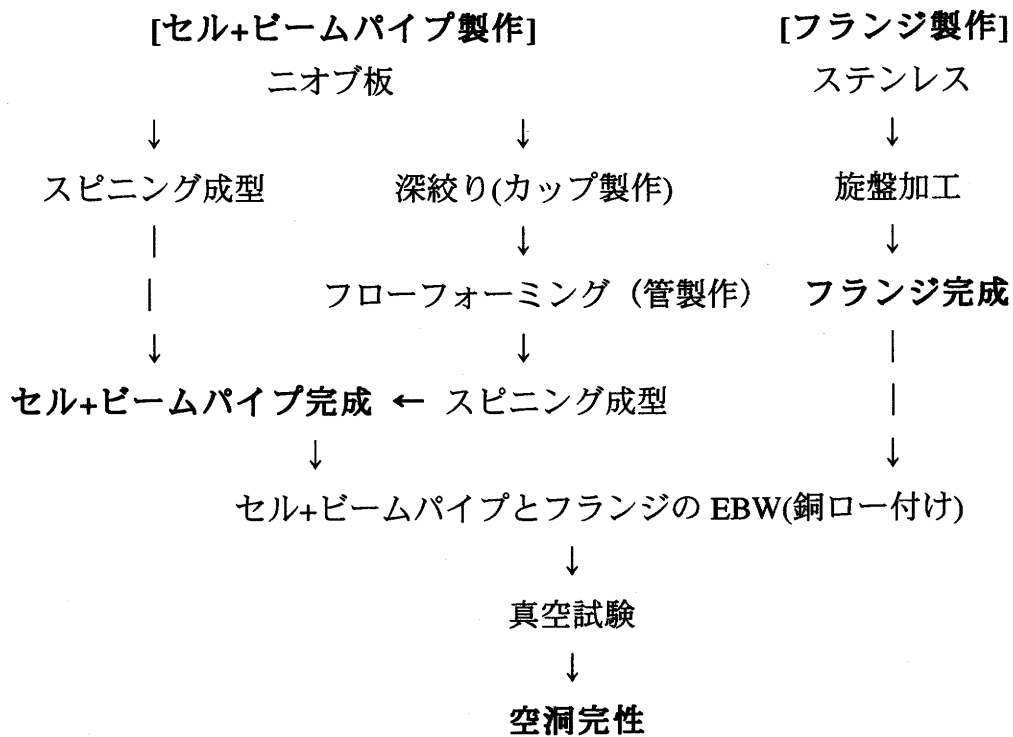 [セル+ビームパイプ製作] [フランジ製作]
ニオブ板 ステンレス
↓ ↓ ↓
スピニング成型 深絞り(カップ製作) 旋盤加工
| ↓ ↓
| フローフォーミング（管製作） フランジ完成
↓ ↓ |
セル+ビームパイプ完成 ← スピニング成型 |
↓ ↓
セル+ビームパイプとフランジの EBW(銅ロー付け)
↓
真空試験
↓
空洞完性